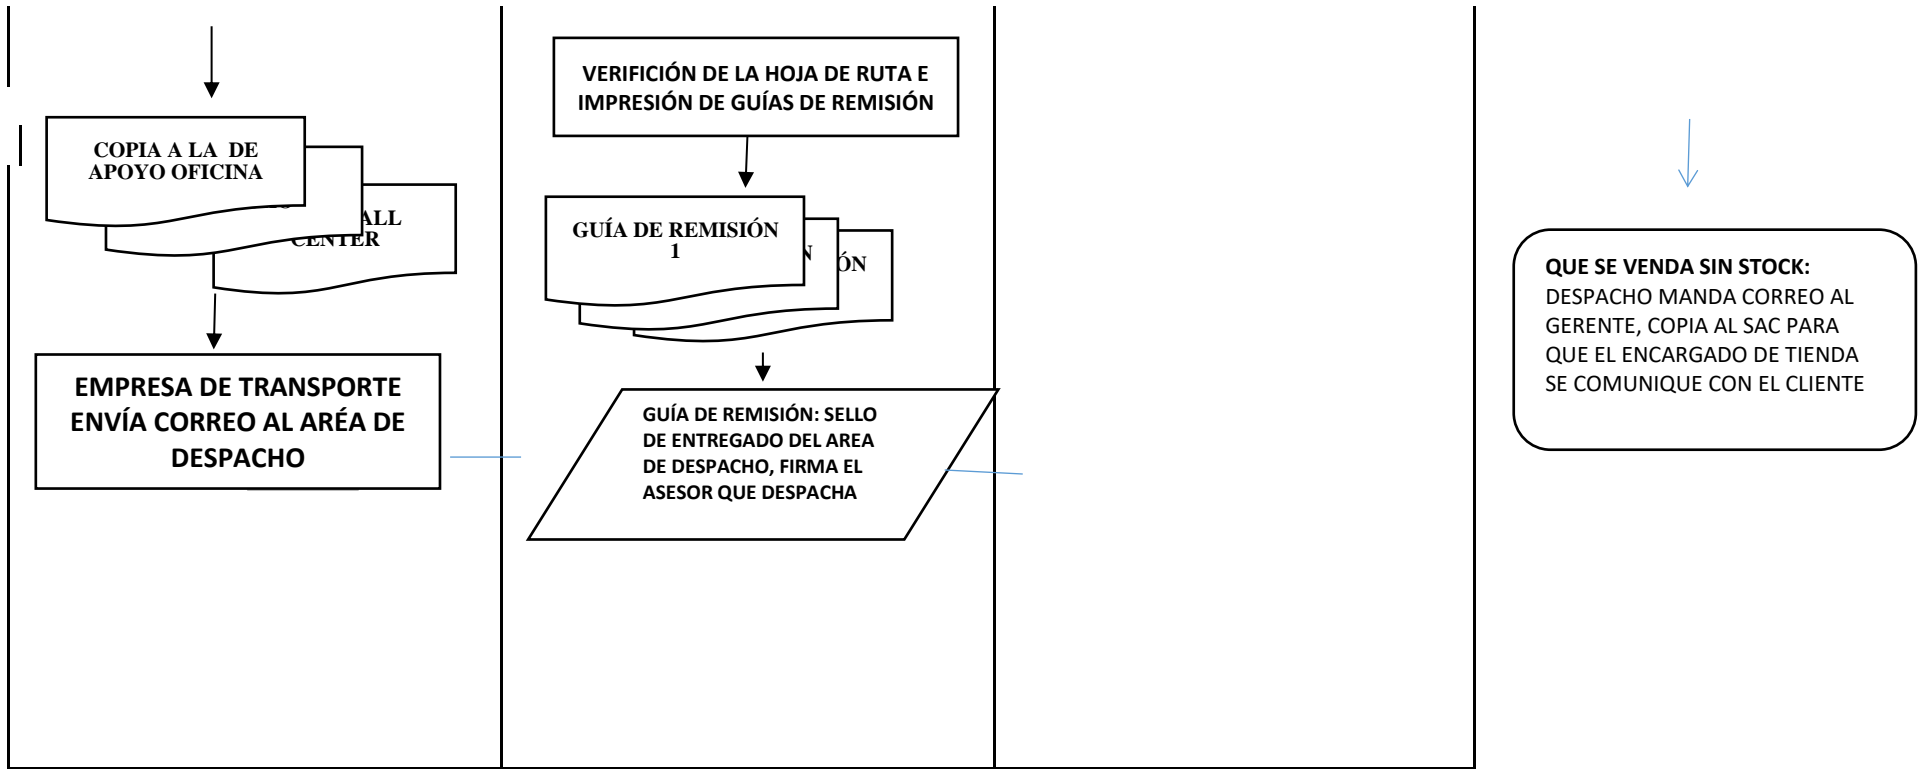 COPIA A LA DE
APOYO OFICINA
CENTER
EMPRESA DE TRANSPORTE
ENVÍA CORREO AL ARÉA DE
DESPACHO
VERIFICIÓN DE LA HOJA DE RUTA E
IMPRESIÓN DE GUÍAS DE REMISIÓN
GUÍA DE REMISIÓN
1
GUÍA DE REMISIÓN: SELLO
DE ENTREGADO DEL AREA
DE DESPACHO, FIRMA EL
ASESOR QUE DESPACHA
QUE SE VENDA SIN STOCK:
DESPACHO MANDA CORREO AL
GERENTE, COPIA AL SAC PARA
QUE EL ENCARGADO DE TIENDA
SE COMUNIQUE CON EL CLIENTE